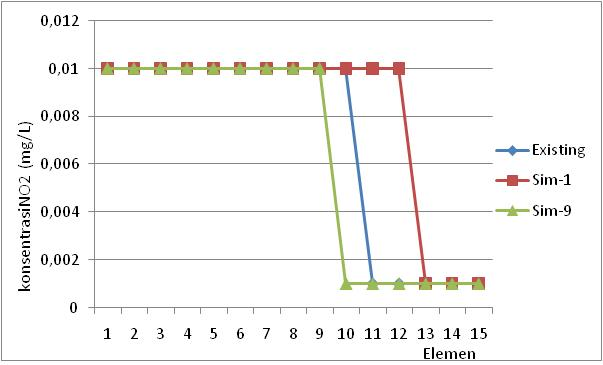 0,012
0,01
0,008
0,006
0,004
0,002
0
konsentrasiNO2 (mg/L)
1 2 3 4 5 6 7 8 9 10 11 12 13 14 15
Elemen
Existing
Sim-1
Sim-9